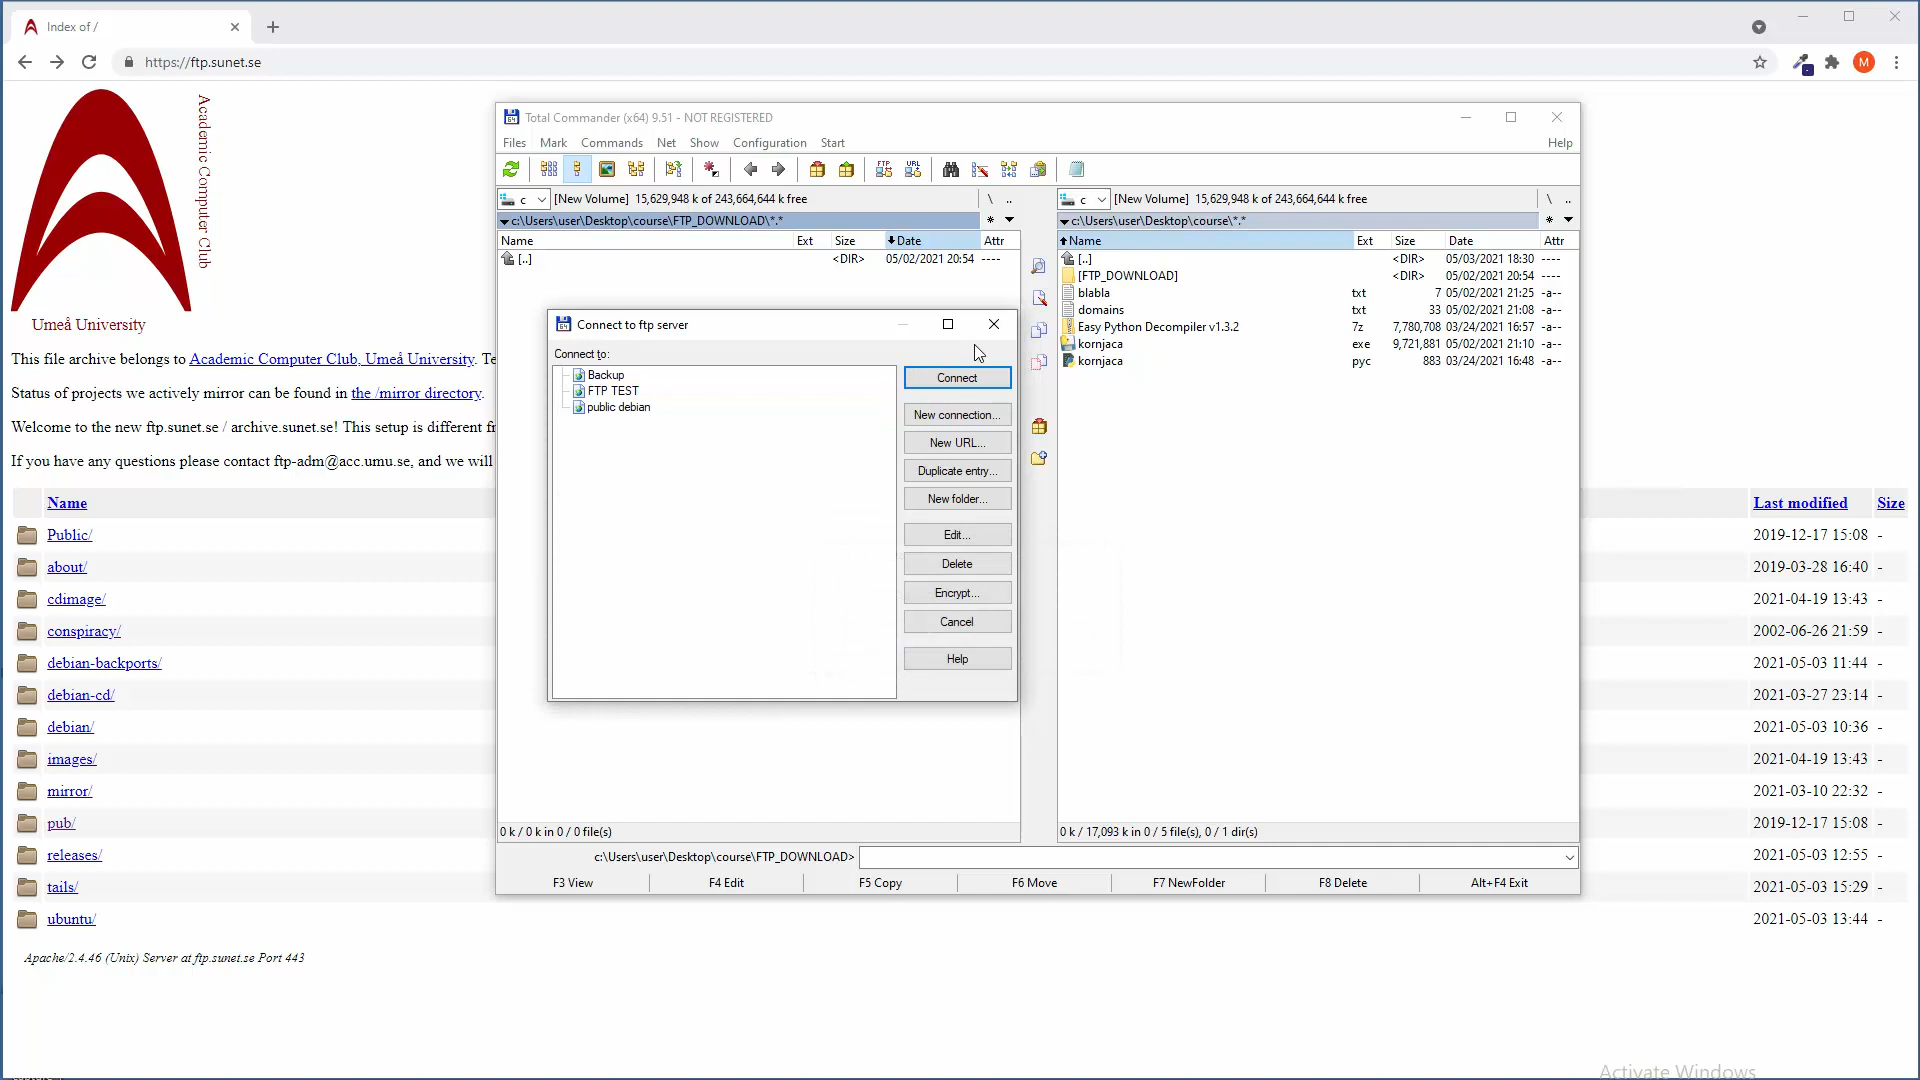 Index of /
https://ftp.sunet.se
M
Academic Computer Club
Umeå University
This file archive belongs to Academic Computer Club, Umeå University. Te
Status of projects we actively mirror can be found in the /mirror directory.
Welcome to the new ftp.sunet.se / archive.sunet.se! This setup is different f
If you have any questions please contact ftp-adm@acc.umu.se, and we will
Name Last modified Size
Public/ 2019-12-17 15:08 -
about/ 2019-03-28 16:40 -
cdimage/ 2021-04-19 13:43 -
conspiracy/ 2002-06-26 21:59 -
debian-backports/ 2021-05-03 11:44 -
debian-cd/ 2021-03-27 23:14 -
debian/ 2021-05-03 10:36 -
images/ 2021-04-19 13:43 -
mirror/ 2021-03-10 22:32 -
pub/ 2019-12-17 15:08 -
releases/ 2021-05-03 12:55 -
tails/ 2021-05-03 15:29 -
ubuntu/ 2021-05-03 13:44 -
Apache/2.4.46 (Unix) Server at ftp.sunet.se Port 443
Total Commander (x64) 9.51 - NOT REGISTERED
Files Mark Commands Net Show Configuration Start Help
FTP URL
c [New Volume] 15,629,948 k of 243,664,644 k free \ ..
c:\Users\user\Desktop\course\FTP_DOWNLOAD\*.* *
Name Ext Size Date Attr
[..] <DIR> 05/02/2021 20:54 ----
0 k / 0 k in 0 / 0 file(s)
c [New Volume] 15,629,948 k of 243,664,644 k free \ ..
c:\Users\user\Desktop\course\*.* *
Name Ext Size Date Attr
[..] <DIR> 05/03/2021 18:30 ----
[FTP_DOWNLOAD] <DIR> 05/02/2021 20:54 ----
blabla txt 7 05/02/2021 21:25 -a--
domains txt 33 05/02/2021 21:08 -a--
Easy Python Decompiler v1.3.2 7z 7,780,708 03/24/2021 16:57 -a--
kornjaca exe 9,721,881 05/02/2021 21:10 -a--
kornjaca pyc 883 03/24/2021 16:48 -a--
0 k / 17,093 k in 0 / 5 file(s), 0 / 1 dir(s)
Connect to ftp server
Connect to:
Backup
FTP TEST
public debian
Connect
New connection...
New URL...
Duplicate entry...
New folder...
Edit...
Delete
Encrypt...
Cancel
Help
c:\Users\user\Desktop\course\FTP_DOWNLOAD>
F3 View F4 Edit F5 Copy F6 Move F7 NewFolder F8 Delete Alt+F4 Exit
Activate Windows